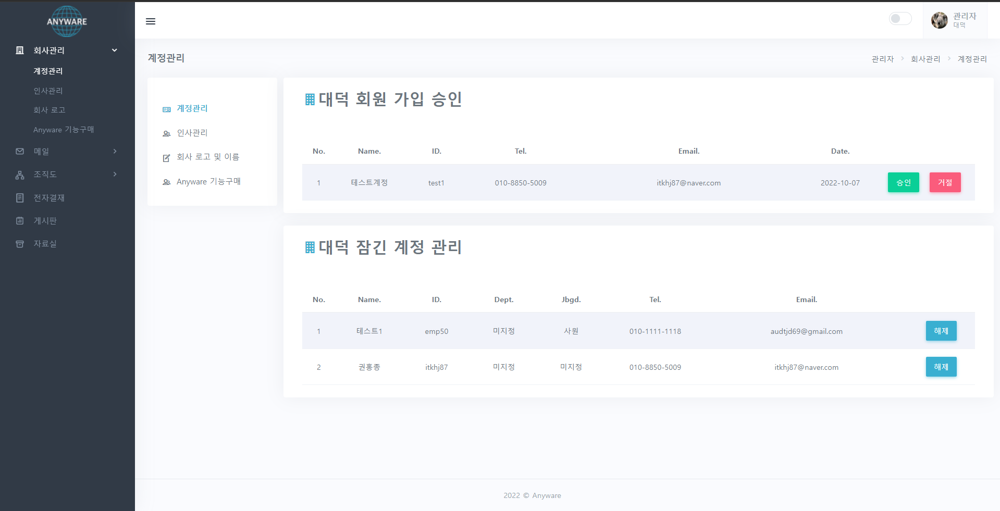 ANYWARE
회사관리
계정관리
인사관리
회사 로고
Anyware 기능구매
메일
조직도
전자결재
게시판
자료실
관리자
대덕
계정관리
관리자 > 회사관리 > 계정관리
계정관리
인사관리
회사 로고 및 이름
Anyware 기능구매
대덕 회원 가입 승인
No. Name. ID. Tel. Email. Date.
1 테스트계정 test1 010-8850-5009 itkhj87@naver.com 2022-10-07 승인 거절
대덕 잠긴 계정 관리
No. Name. ID. Dept. Jbgd. Tel. Email.
1 테스트1 emp50 미지정 사원 010-1111-1118 audtjd69@gmail.com 해제
2 권홍종 itkhj87 미지정 미지정 010-8850-5009 itkhj87@naver.com 해제
2022 © Anyware